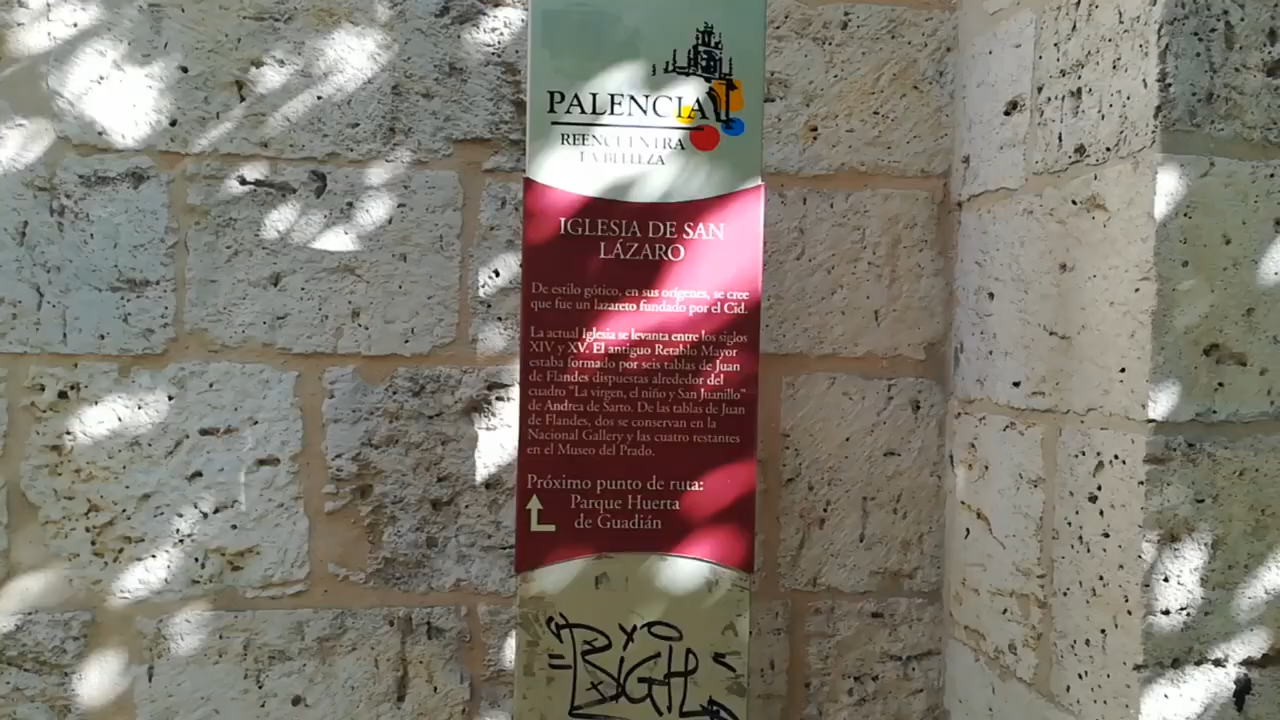 PALENCIA
REENCUENTRA
LA BELLEZA
IGLESIA DE SAN
LÁZARO
De estilo gótico, en sus orígenes, se cree
que fue un lazareto fundado por el Cid.
La actual Iglesia se levanta entre los siglos
XIV y XV. El antiguo Retablo Mayor
estaba formado por seis tablas de Juan
de Flandes dispuestas alrededor del
cuadro "La virgen, el niño y San Juanillo"
de Andrea de Sarto. De las tablas de Juan
de Flandes, dos se conservan en la
Nacional Gallery y las cuatro restantes
en el Museo del Prado.
Próximo punto de ruta:
Parque Huerta
de Guadián